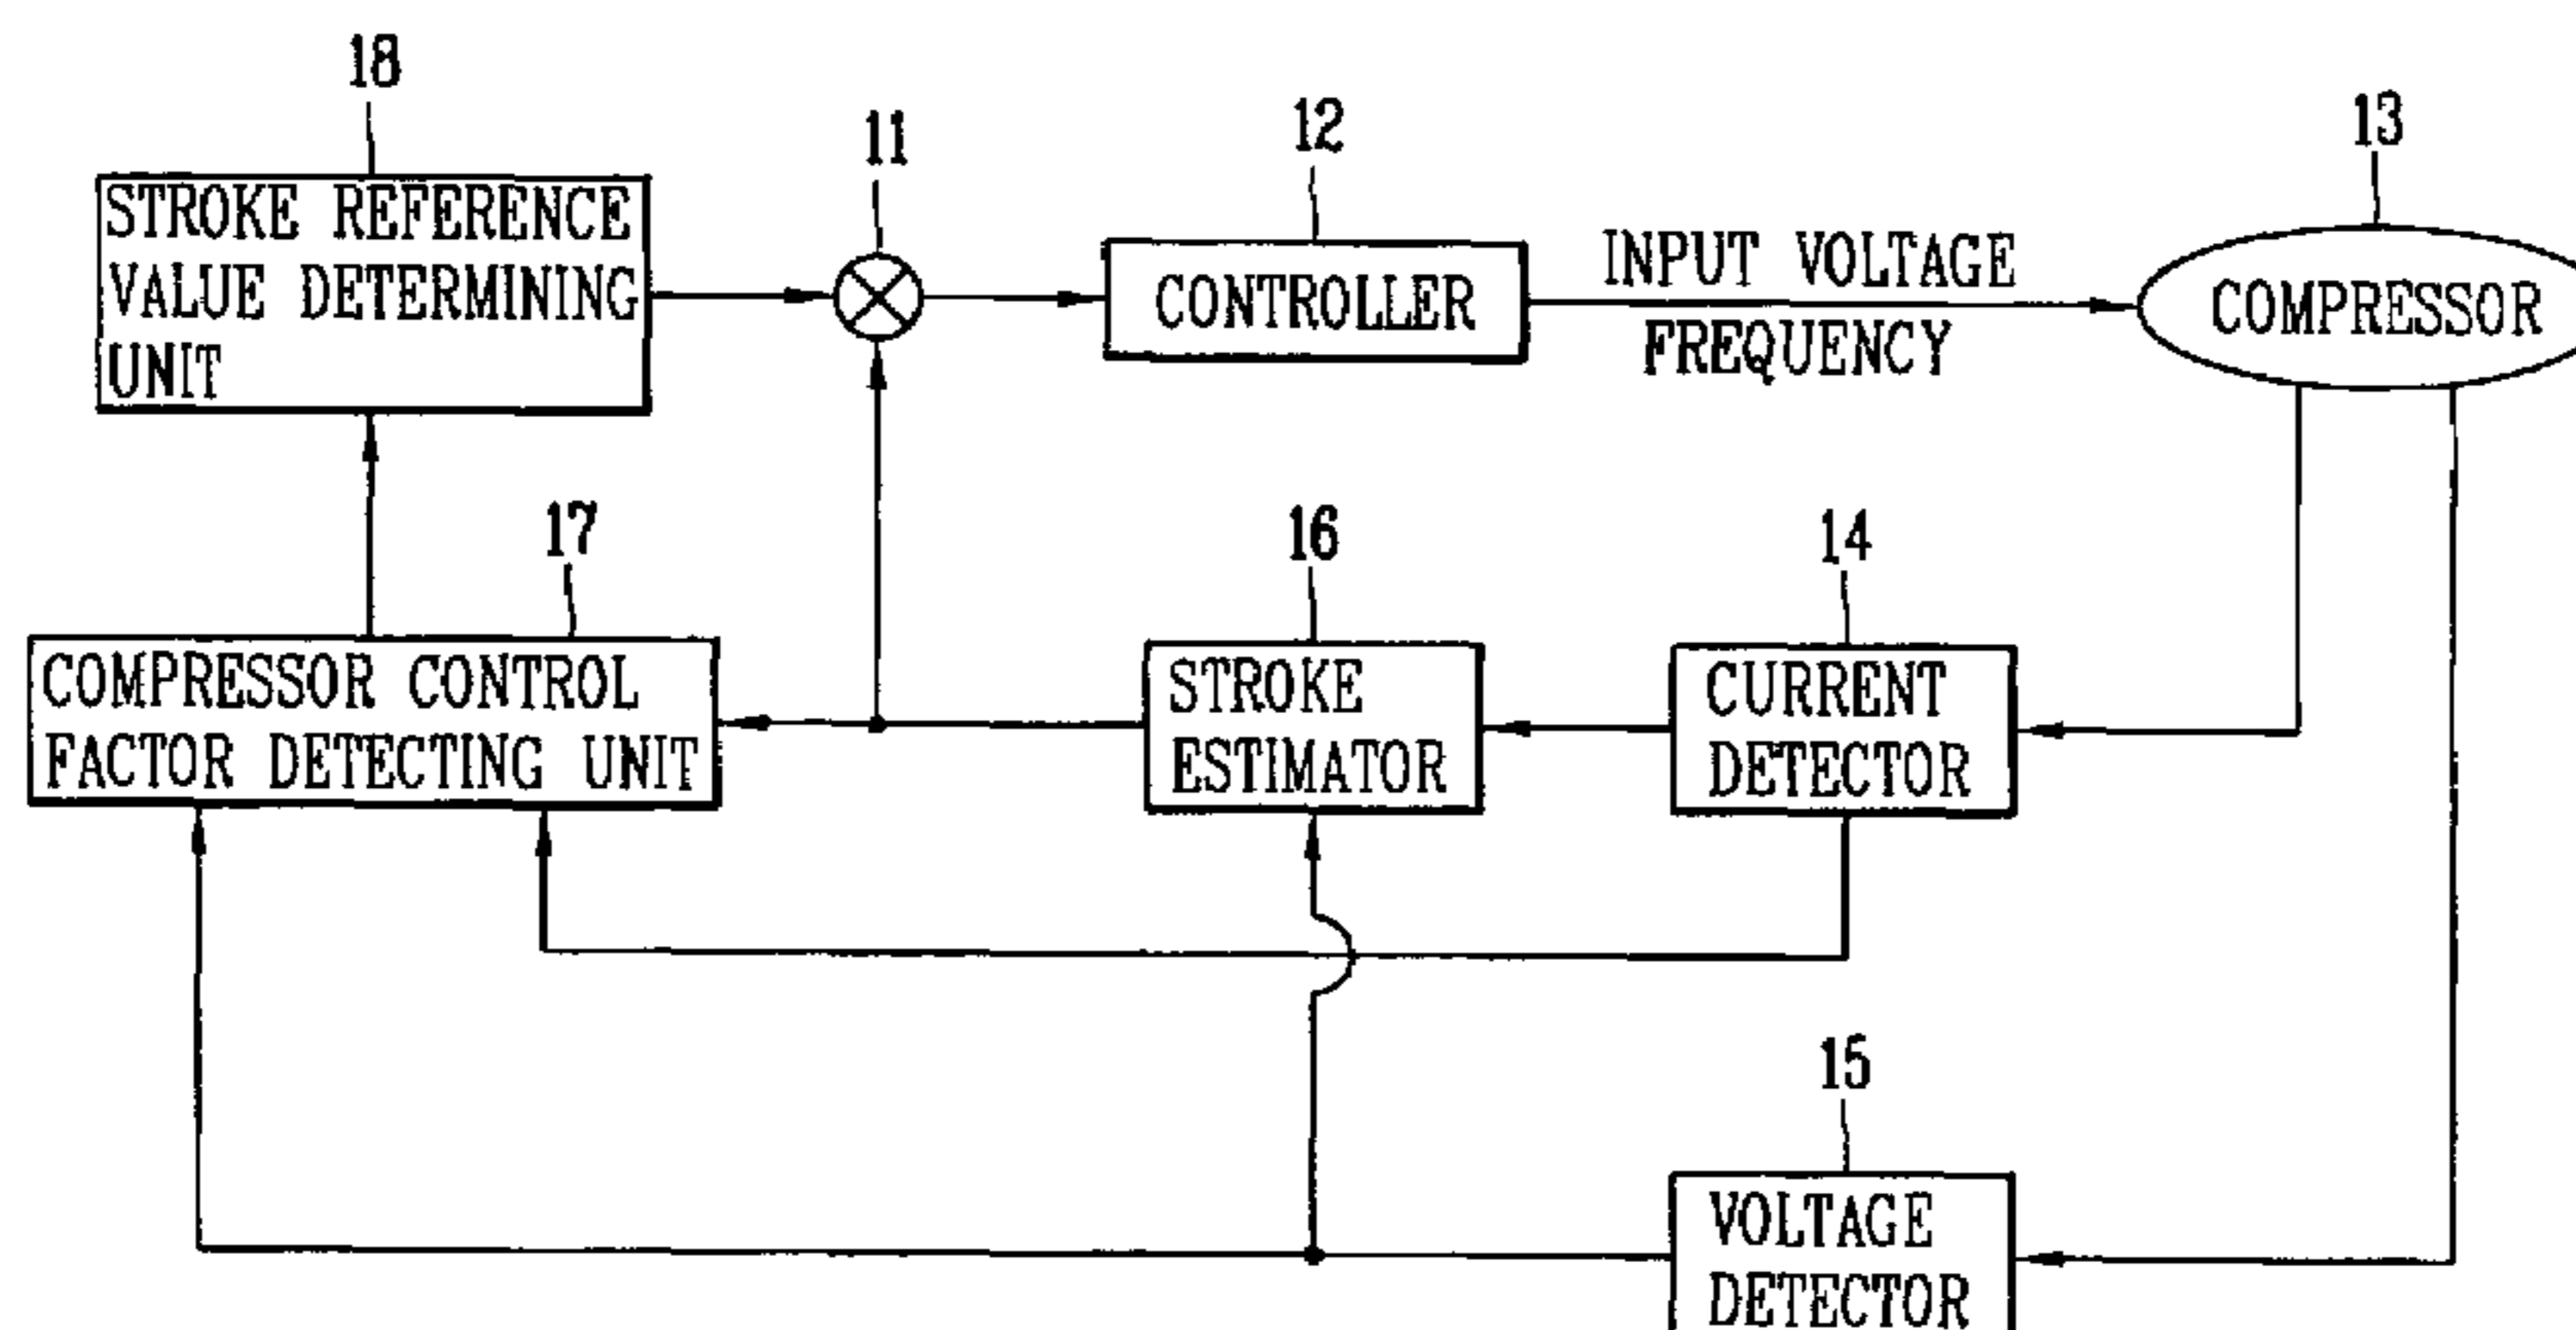 18
11
12
13
STROKE REFERENCE
VALUE DETERMINING
UNIT
CONTROLLER
INPUT VOLTAGE
FREQUENCY
COMPRESSOR
17
16
14
COMPRESSOR CONTROL
FACTOR DETECTING UNIT
STROKE
ESTIMATOR
CURRENT
DETECTOR
15
VOLTAGE
DETECTOR